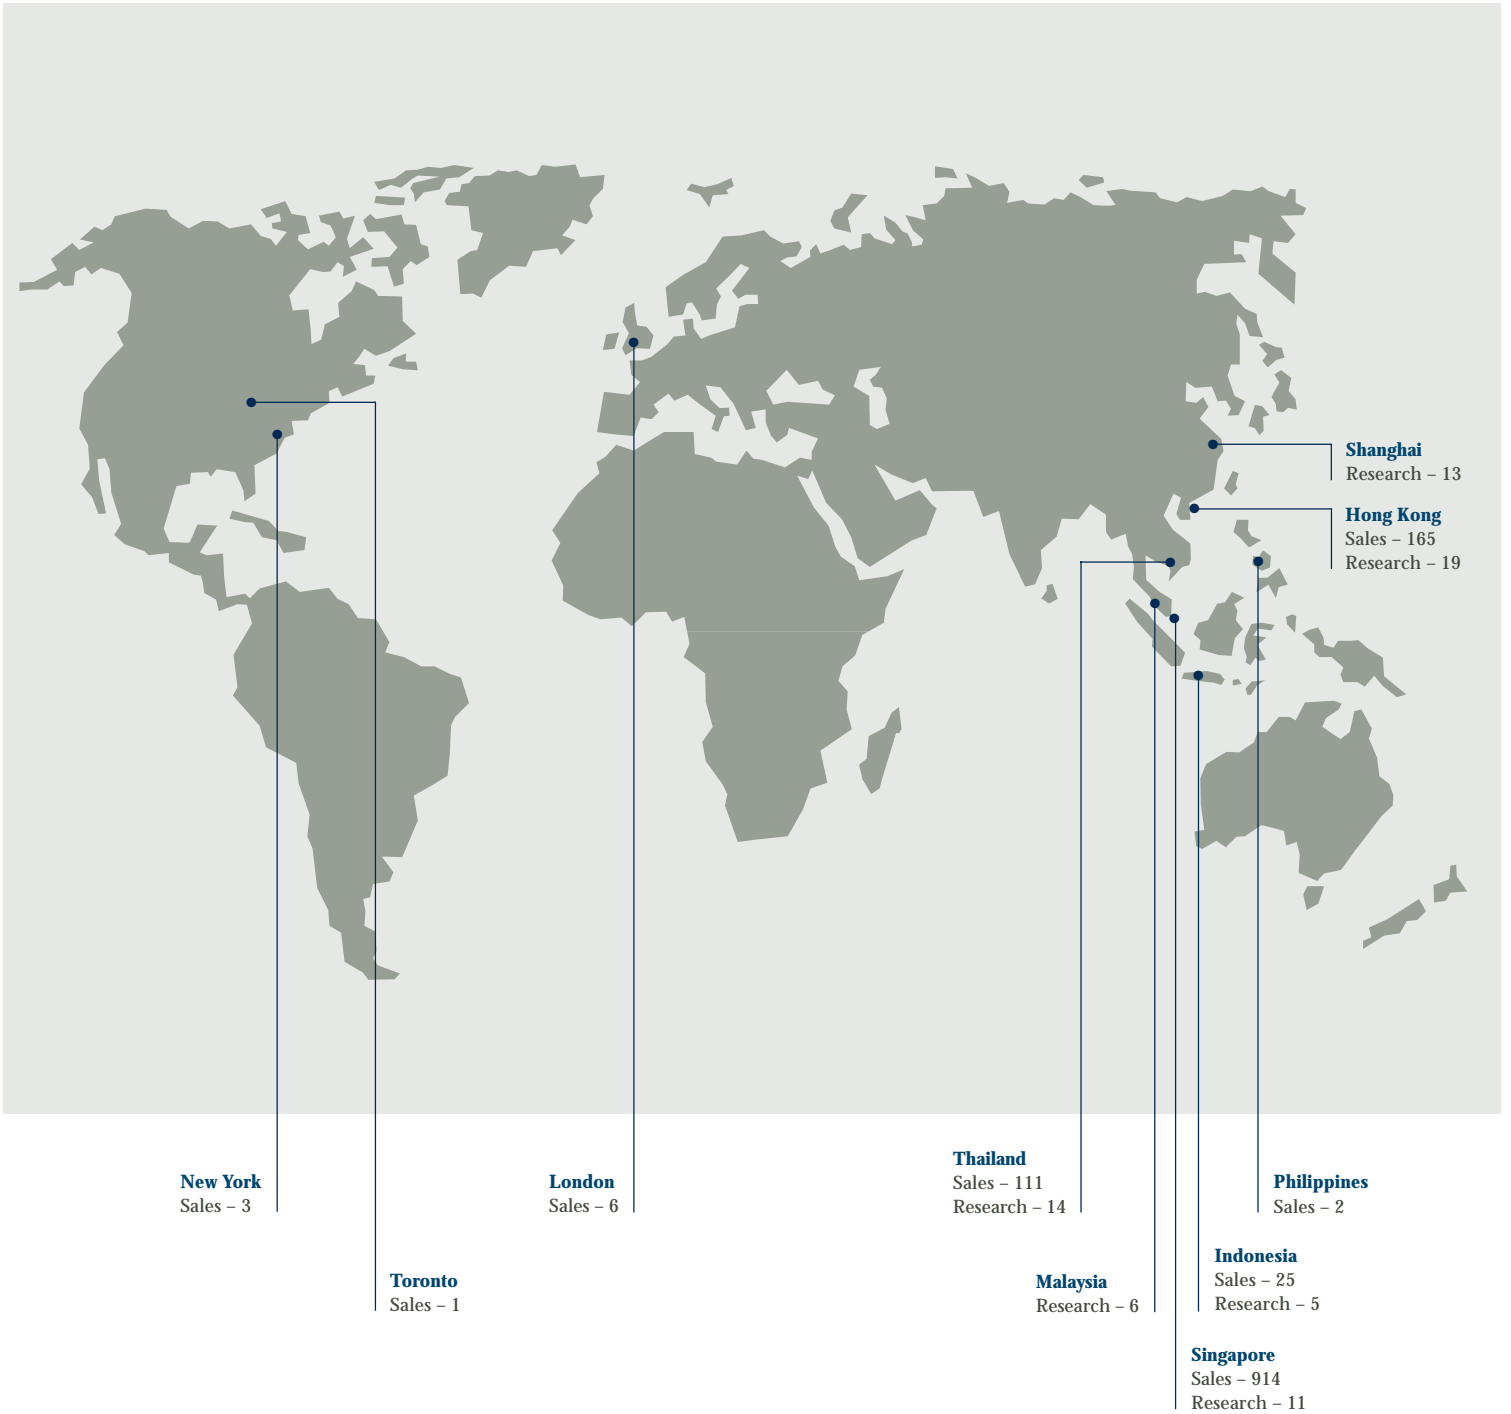 Shanghai
Research – 13
Hong Kong
Sales – 165
Research – 19
New York
Sales – 3
Toronto
Sales – 1
London
Sales – 6
Thailand
Sales – 111
Research – 14
Malaysia
Research – 6
Philippines
Sales – 2
Indonesia
Sales – 25
Research – 5
Singapore
Sales – 914
Research – 11